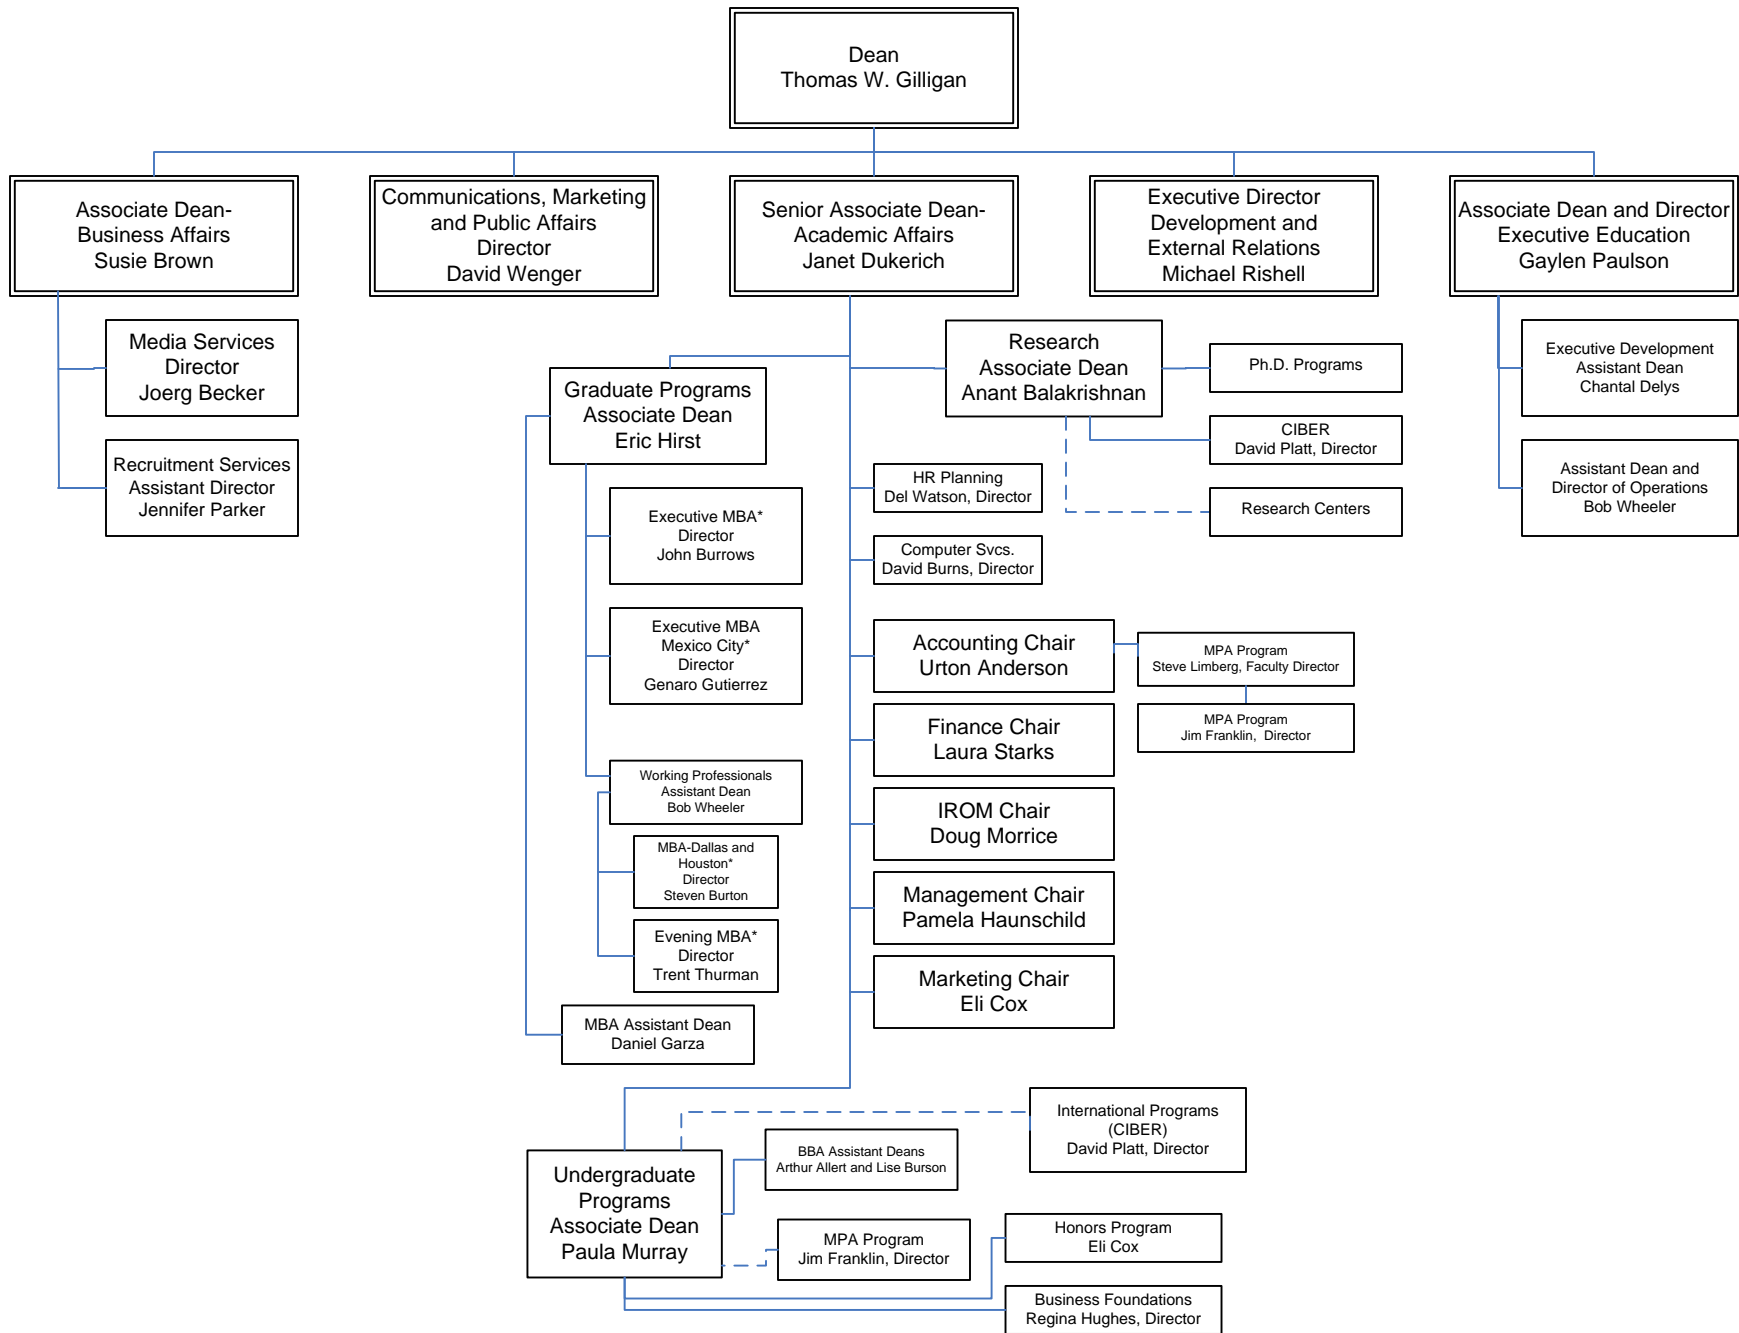 Dean
Thomas W. Gilligan
Associate Dean-
Business Affairs
Susie Brown
Communications, Marketing
and Public Affairs
Director
David Wenger
Senior Associate Dean-
Academic Affairs
Janet Dukerich
Executive Director
Development and
External Relations
Michael Rishell
Associate Dean and Director
Executive Education
Gaylen Paulson
Media Services
Director
Joerg Becker
Recruitment Services
Assistant Director
Jennifer Parker
Graduate Programs
Associate Dean
Eric Hirst
Executive MBA*
Director
John Burrows
Executive MBA
Mexico City*
Director
Genaro Gutierrez
Working Professionals
Assistant Dean
Bob Wheeler
MBA-Dallas and
Houston*
Director
Steven Burton
Evening MBA*
Director
Trent Thurman
MBA Assistant Dean
Daniel Garza
Research
Associate Dean
Anant Balakrishnan
Ph.D. Programs
CIBER
David Platt, Director
Research Centers
HR Planning
Del Watson, Director
Computer Svcs.
David Burns, Director
Accounting Chair
Urton Anderson
MPA Program
Steve Limberg, Faculty Director
MPA Program
Jim Franklin,  Director
Finance Chair
Laura Starks
IROM Chair
Doug Morrice
Management Chair
Pamela Haunschild
Marketing Chair
Eli Cox
Executive Development
Assistant Dean
Chantal Delys
Assistant Dean and
Director of Operations
Bob Wheeler
Undergraduate
Programs
Associate Dean
Paula Murray
International Programs
(CIBER)
David Platt, Director
BBA Assistant Deans
Arthur Allert and Lise Burson
MPA Program
Jim Franklin, Director
Honors Program
Eli Cox
Business Foundations
Regina Hughes, Director